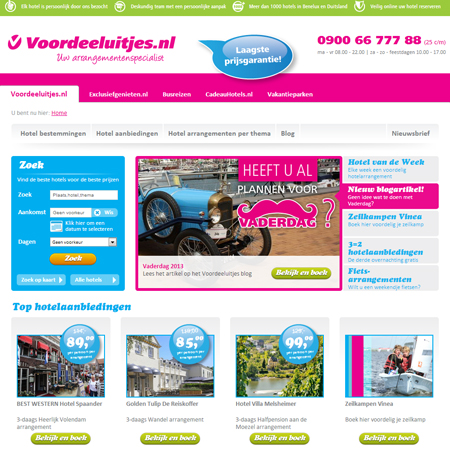 Elk hotel is persoonlijk door ons bezocht
Deskundig team met een persoonlijke aanpak
Meer dan 1000 hotels in Benelux en Duitsland
Veilig online uw hotel reserveren
Voordeeluitjes.nl
Uw arrangementenspecialist
Laagste
prijsgarantie!
0900 66 777 88 (25 c/m)
ma - vr 08.00 - 22.00 | za - zo - feestdagen 10.00 - 17.00
Voordeeluitjes.nl
Exclusiefgenieten.nl
Busreizen
CadeauHotels.nl
Vakantieparken
U bent nu hier: Home
Hotel bestemmingen
Hotel aanbiedingen
Hotel arrangementen per thema
Blog
Nieuwsbrief
Zoek
Vind de beste hotels voor de beste prijzen
Zoek
Plaats,hotel,thema
Aankomst
Geen voorkeur
Wis
Klik hier om een
datum te selecteren
Dagen
Geen voorkeur
Zoek
Zoek op kaart
Alle hotels
HEEFT U AL
PLANNEN VOOR
VADERDAG ?
Vaderdag 2013
Lees het artikel op het Voordeeluitjes blog
Bekijk en boek
Hotel van de Week
Elke week een voordelig
hotelarrangement
Nieuw blogartikel!
Geen idee wat te doen met
Vaderdag?
Zeilkampen Vinea
Boek hier voordelig je zeilkamp
3=2
hotelaanbiedingen
De eerste overnachting gratis
Fiets-
arrangementen
Wilt u een weekendje fietsen?
Top hotelaanbiedingen
89,00
85,00
99,00
BEST WESTERN Hotel Spaander
3-daags Heerlijk Volendam
arrangement
Bekijk en boek
Golden Tulip De Reiskoffer
3-daags Wandel arrangement
Bekijk en boek
Hotel Villa Melsheimer
3-daags Halfpension aan de
Moezel arrangement
Bekijk en boek
Zeilkampen Vinea
Boek hier voordelig je zeilkamp
Bekijk en boek